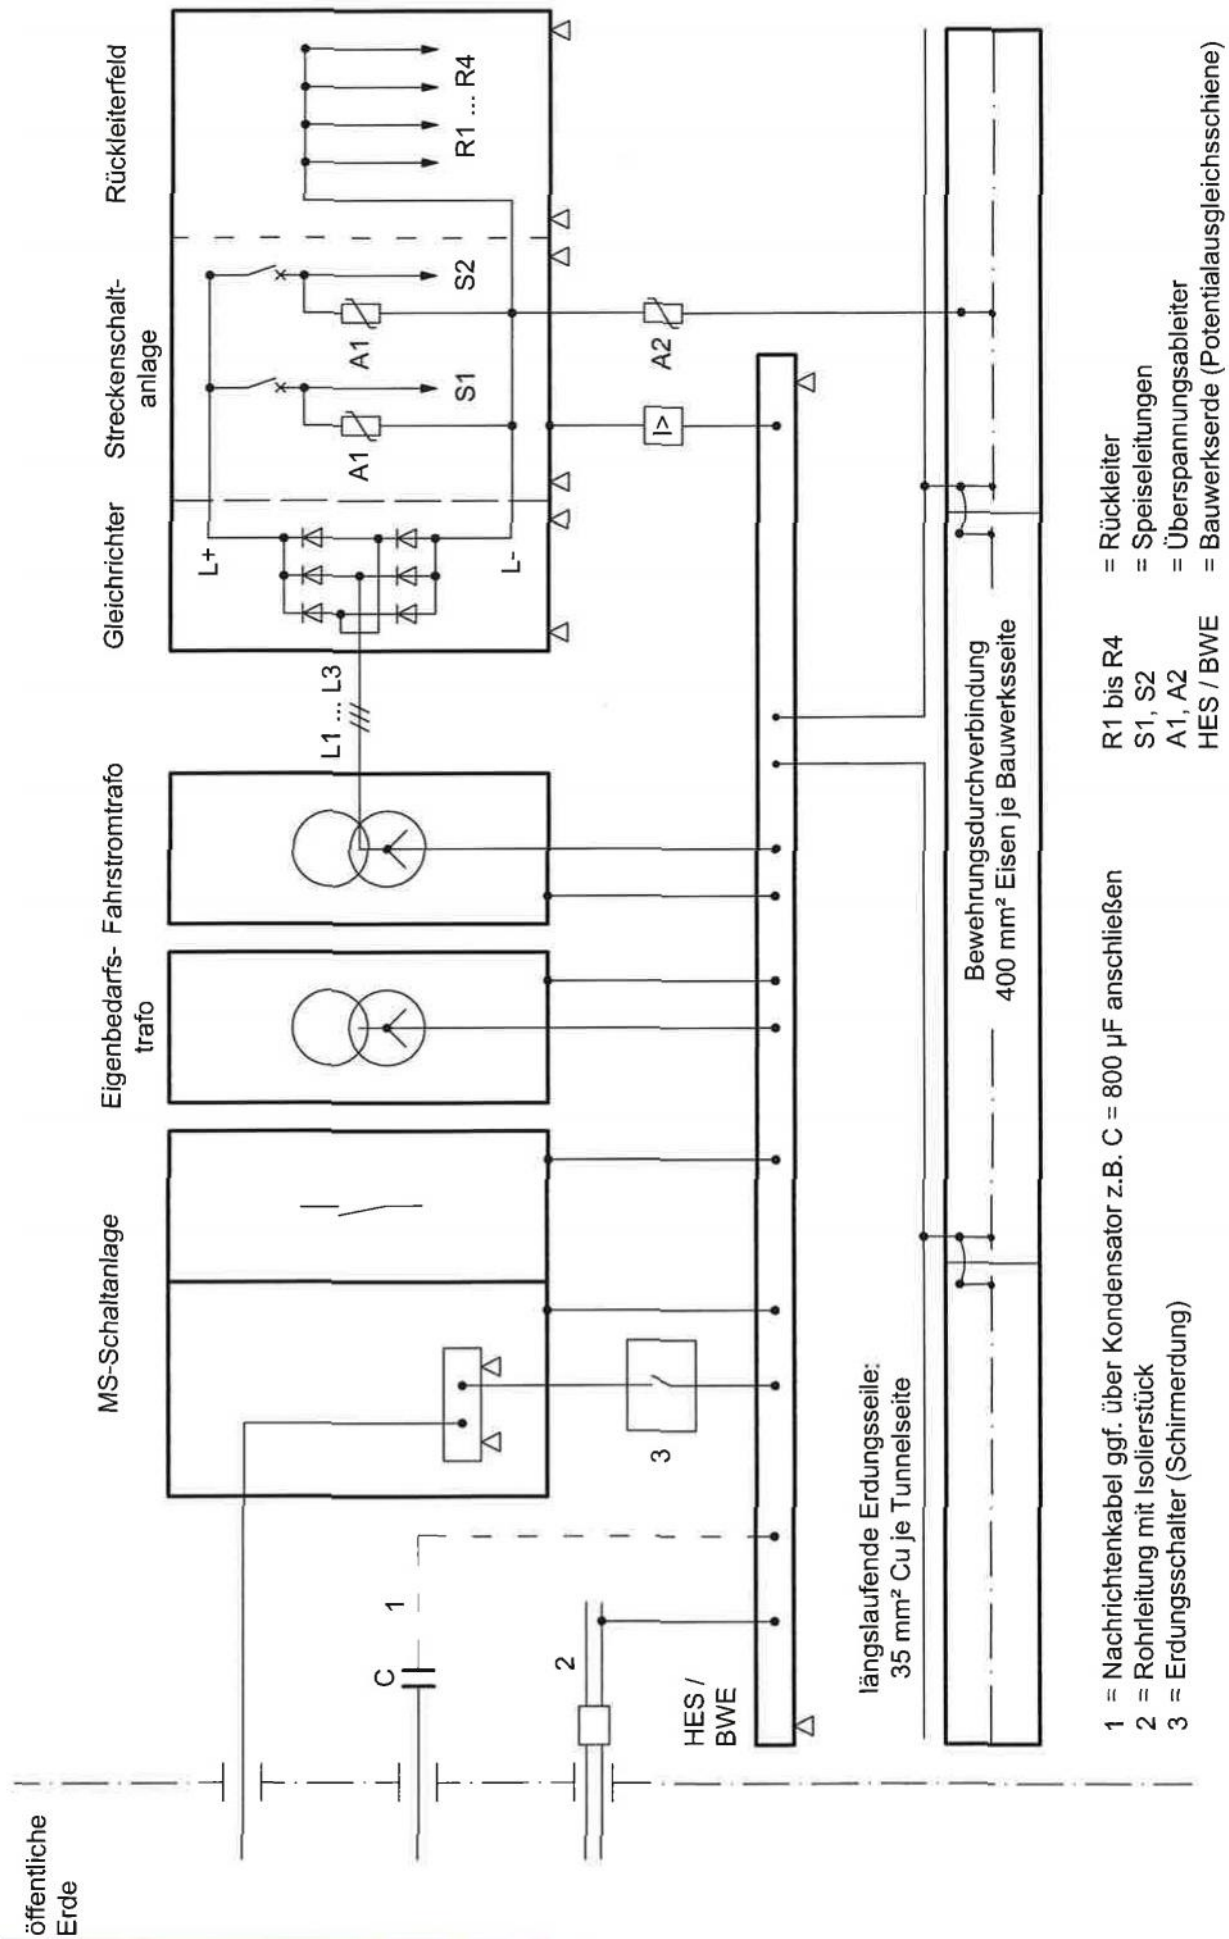 öffentliche
Erde
MS-Schaltanlage
Eigenbedarfs-
trafo
Fahrstromtrafo
Gleichrichter
Streckenschalt-
anlage
Rückleiterfeld
L1 ... L3
L+
L-
A1
S1
A1
S2
R1 ... R4
C
1
2
3
I>
A2
HES /
BWE
längslaufende Erdungsseile:
35 mm² Cu je Tunnelseite
Bewehrungsdurchverbindung
400 mm² Eisen je Bauwerksseite
1 = Nachrichtenkabel ggf. über Kondensator z.B. C = 800 µF anschließen
2 = Rohrleitung mit Isolierstück
3 = Erdungsschalter (Schirmerdung)
R1 bis R4 = Rückleiter
S1, S2 = Speiseleitungen
A1, A2 = Überspannungsableiter
HES / BWE = Bauwerkserde (Potentialausgleichsschiene)